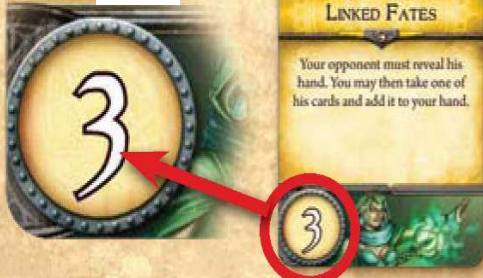 LINKED FATES
Your opponent must reveal his
hand. You may then take one of
his cards and add it to your hand.
3
3